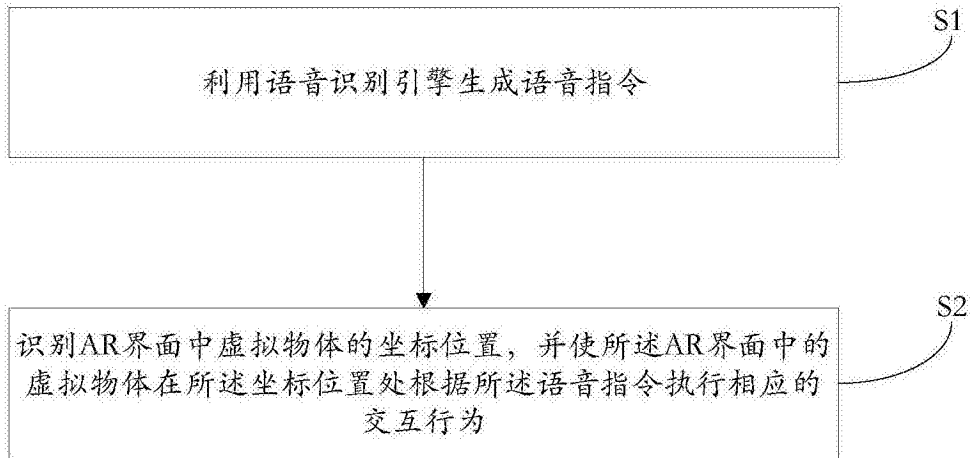 S1
利用语音识别引擎生成语音指令
S2
识别AR界面中虚拟物体的坐标位置，并使所述AR界面中的
虚拟物体在所述坐标位置处根据所述语音指令执行相应的
交互行为